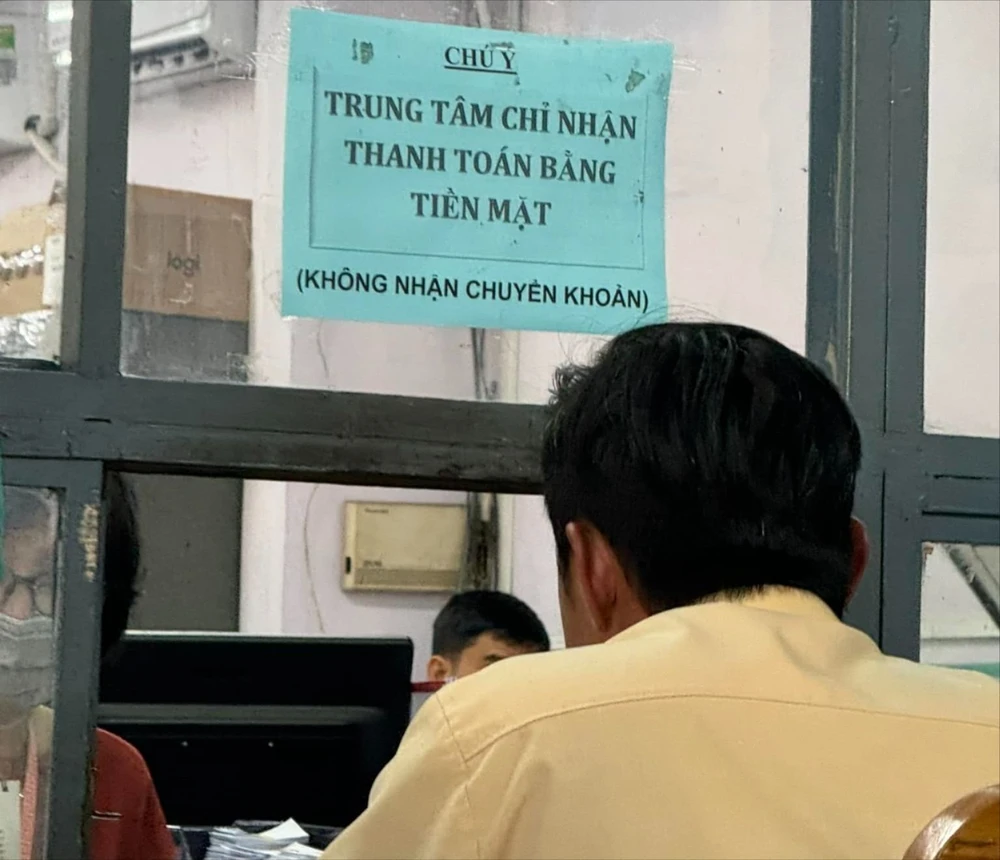 CHÚ Ý
TRUNG TÂM CHỈ NHẬN
THANH TOÁN BẰNG
TIỀN MẶT
(KHÔNG NHẬN CHUYỂN KHOẢN)
logi